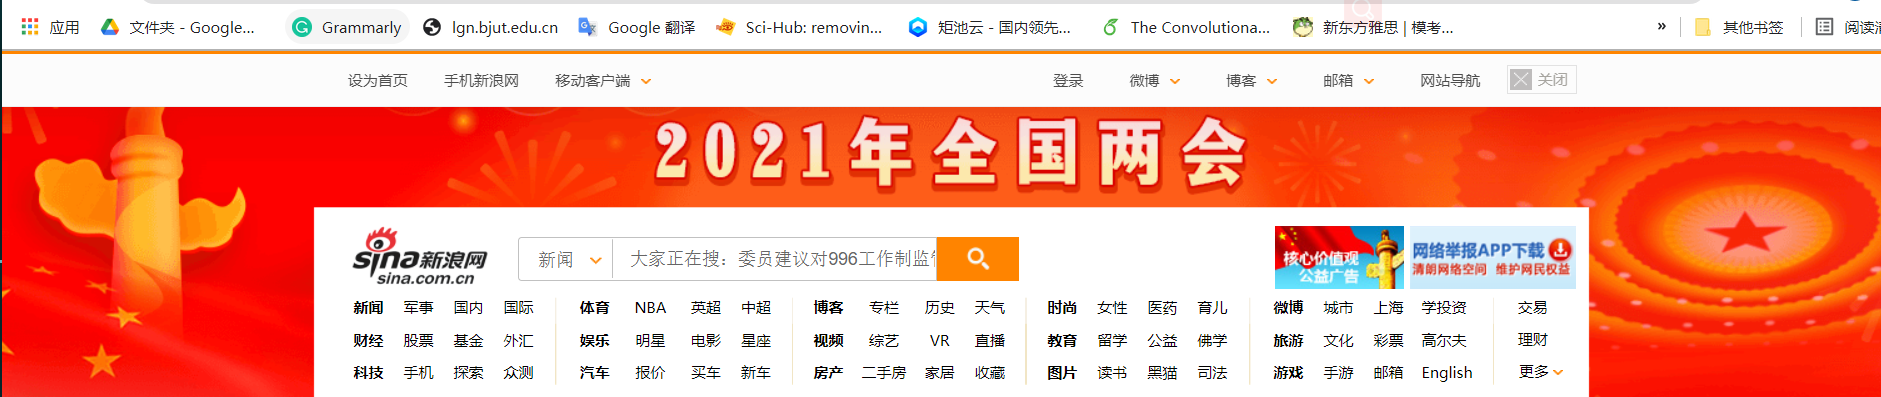 应用 文件夹 - Google... Grammarly lgn.bjut.edu.cn Google 翻译 Sci-Hub: removin... 矩池云 - 国内领先... The Convolutiona... 新东方雅思 | 模考... » 其他书签 阅读清
设为首页 手机新浪网 移动客户端 登录 微博 博客 邮箱 网站导航 关闭
2021年全国两会
sina新浪网
sina.com.cn
新闻 大家正在搜：委员建议对996工作制监管
核心价值观
公益广告
网络举报APP下载
清朗网络空间 维护网民权益
新闻 军事 国内 国际 体育 NBA 英超 中超 博客 专栏 历史 天气 时尚 女性 医药 育儿 微博 城市 上海 学投资 交易
财经 股票 基金 外汇 娱乐 明星 电影 星座 视频 综艺 VR 直播 教育 留学 公益 佛学 旅游 文化 彩票 高尔夫 理财
科技 手机 探索 众测 汽车 报价 买车 新车 房产 二手房 家居 收藏 图片 读书 黑猫 司法 游戏 手游 邮箱 English 更多